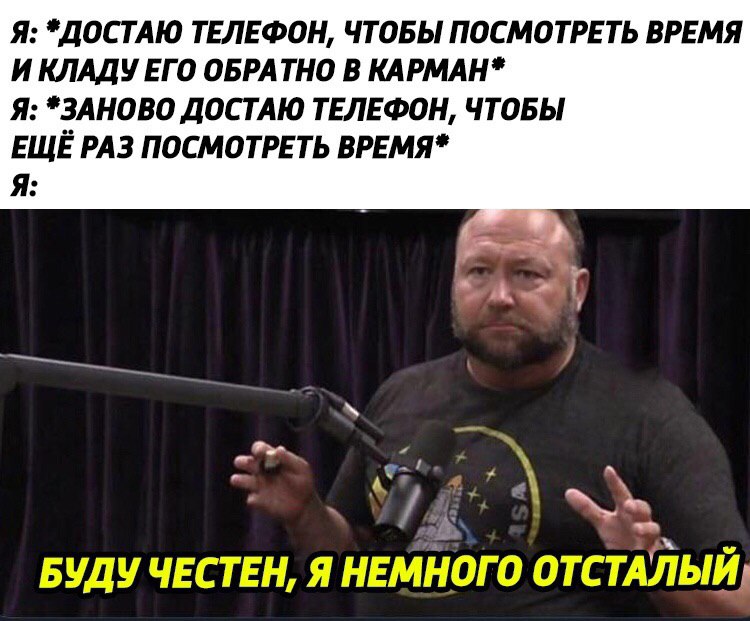 Я: *ДОСТАЮ ТЕЛЕФОН, ЧТОБЫ ПОСМОТРЕТЬ ВРЕМЯ
И КЛАДУ ЕГО ОБРАТНО В КАРМАН*
Я: *ЗАНОВО ДОСТАЮ ТЕЛЕФОН, ЧТОБЫ
ЕЩЁ РАЗ ПОСМОТРЕТЬ ВРЕМЯ*
Я:
ASA
БУДУ ЧЕСТЕН, Я НЕМНОГО ОТСТАЛЫЙ